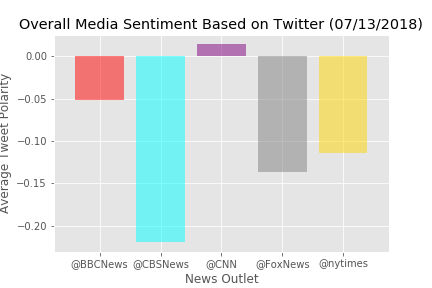 Overall Media Sentiment Based on Twitter (07/13/2018)
Average Tweet Polarity
0.00
−0.05
−0.10
−0.15
−0.20
@BBCNews @CBSNews @CNN @FoxNews @nytimes
News Outlet